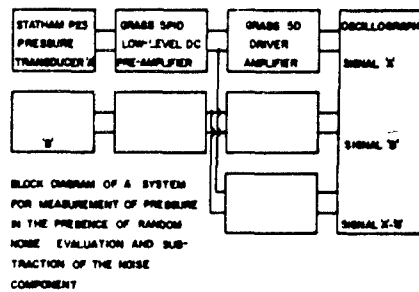 STATHAM P23
PRESSURE
TRANSDUCER 'A'
GRASS 5P1D
LOW-LEVEL DC
PRE-AMPLIFIER
GRASS 5D
DRIVER
AMPLIFIER
OSCILLOGRAPH
SIGNAL 'A'
'B'
SIGNAL 'B'
SIGNAL 'A'-'B'
BLOCK DIAGRAM OF A SYSTEM
FOR MEASUREMENT OF PRESSURE
IN THE PRESENCE OF RANDOM
NOISE EVALUATION AND SUB-
TRACTION OF THE NOISE
COMPONENT